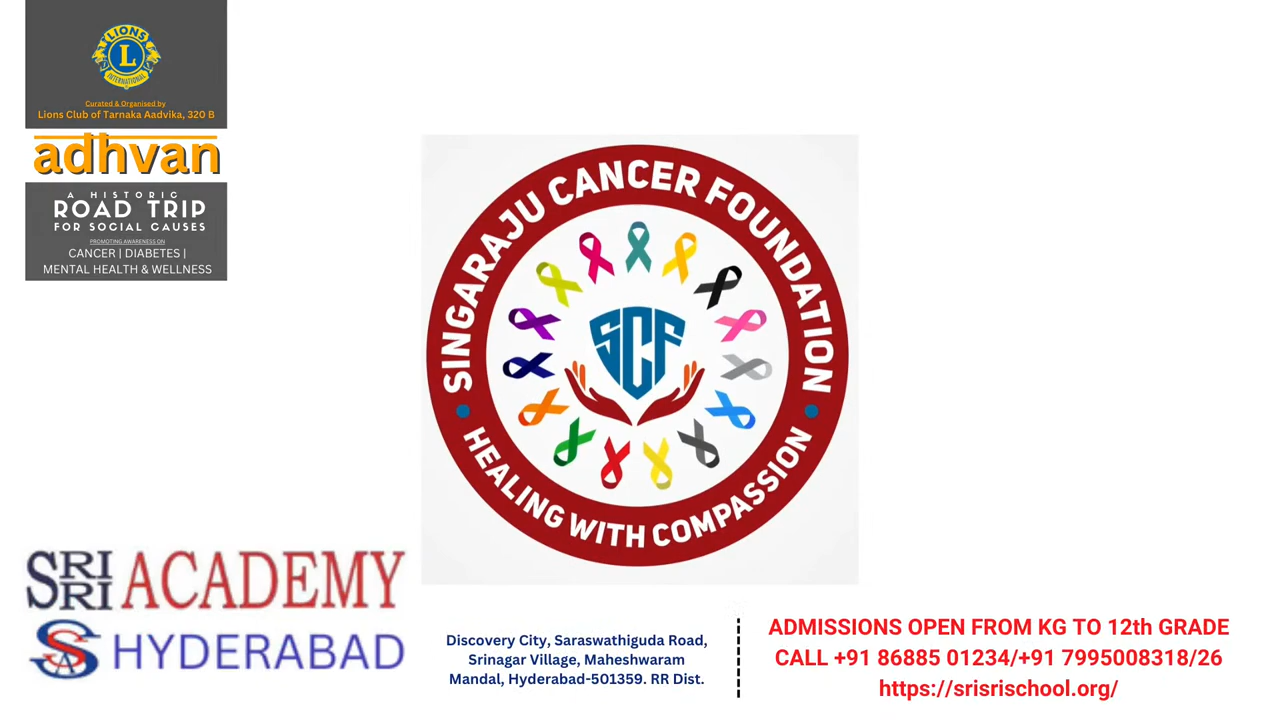 LIONS
L
INTERNATIONAL
Curated & Organised by
Lions Club of Tarnaka Aadvika, 320 B
adhvan
A HISTORIC
ROAD TRIP
FOR SOCIAL CAUSES
PROMOTING AWARENESS ON
CANCER | DIABETES |
MENTAL HEALTH & WELLNESS
SINGARAJU CANCER FOUNDATION
SCF
HEALING WITH COMPASSION
SRI SRI ACADEMY
SSA HYDERABAD
Discovery City, Saraswathiguda Road,
Srinagar Village, Maheshwaram
Mandal, Hyderabad-501359. RR Dist.
ADMISSIONS OPEN FROM KG TO 12th GRADE
CALL +91 86885 01234/+91 7995008318/26
https://srisrischool.org/